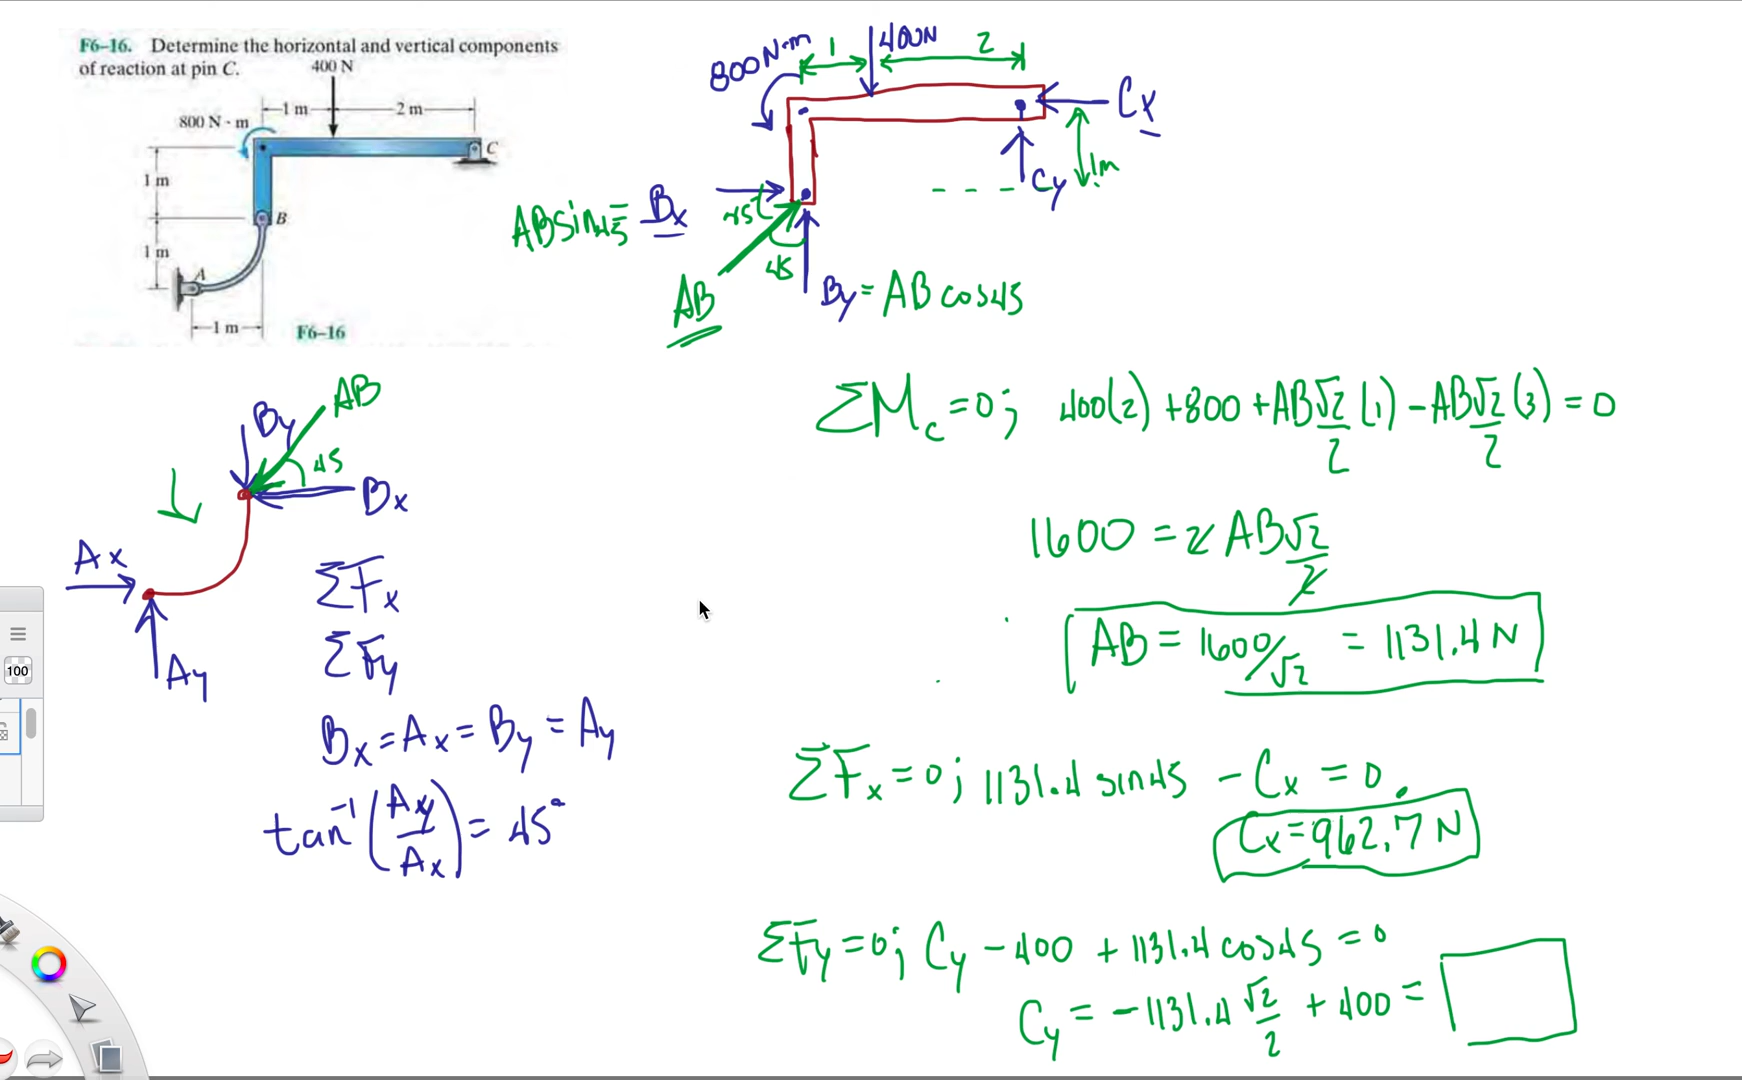 F6–16. Determine the horizontal and vertical components
of reaction at pin C.
400 N
1 m
2 m
800 N · m
C
1 m
B
1 m
A
1 m
F6–16
800 N·m
1
400N
2
Cx
Cy
1m
ABsin45 = Bx
45
45
AB
By = AB cos45
AB
By
45
Bx
Ax
Ay
ΣFx
ΣFy
Bx = Ax = By = Ay
tan⁻¹(Ay/Ax) = 45°
ΣMc = 0; 400(2) + 800 + AB√2/2 (1) − AB√2/2 (3) = 0
1600 = 2 AB√2/2
AB = 1600/√2 = 1131.4 N
ΣFx = 0; 1131.4 sin45 − Cx = 0.
Cx = 962.7 N
ΣFy = 0; Cy − 400 + 1131.4 cos45 = 0
Cy = −1131.4 √2/2 + 400 =
100